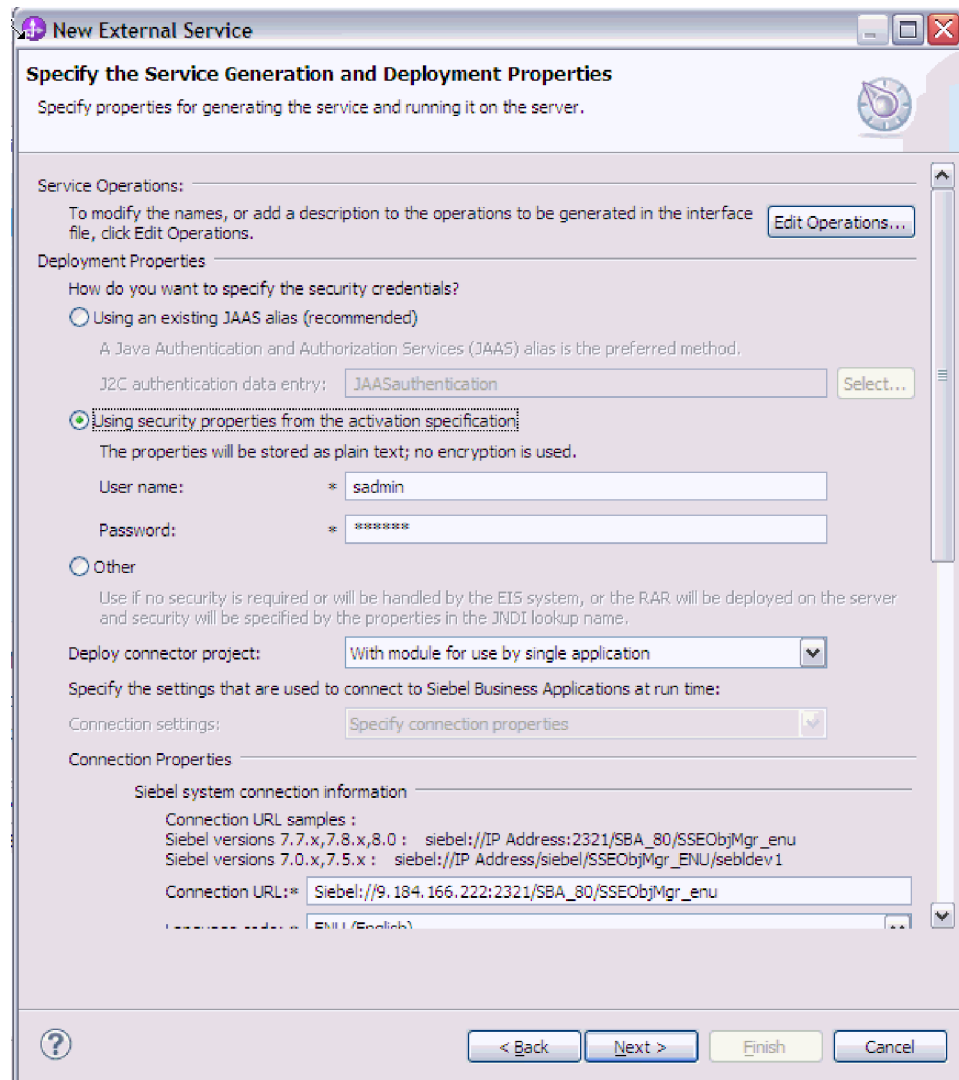 New External Service
Specify the Service Generation and Deployment Properties
Specify properties for generating the service and running it on the server.
Service Operations:
To modify the names, or add a description to the operations to be generated in the interface
file, click Edit Operations.
Edit Operations...
Deployment Properties
How do you want to specify the security credentials?
Using an existing JAAS alias (recommended)
A Java Authentication and Authorization Services (JAAS) alias is the preferred method.
J2C authentication data entry: JAASauthentication Select...
Using security properties from the activation specification
The properties will be stored as plain text; no encryption is used.
User name: * sadmin
Password: * ******
Other
Use if no security is required or will be handled by the EIS system, or the RAR will be deployed on the server
and security will be specified by the properties in the JNDI lookup name.
Deploy connector project: With module for use by single application
Specify the settings that are used to connect to Siebel Business Applications at run time:
Connection settings: Specify connection properties
Connection Properties
Siebel system connection information
Connection URL samples :
Siebel versions 7.7.x,7.8.x,8.0 : siebel://IP Address:2321/SBA_80/SSEObjMgr_enu
Siebel versions 7.0.x,7.5.x : siebel://IP Address/siebel/SSEObjMgr_ENU/sebldev1
Connection URL:* Siebel://9.184.166.222:2321/SBA_80/SSEObjMgr_enu
Language code: * ENU (English)
? < Back Next > Finish Cancel